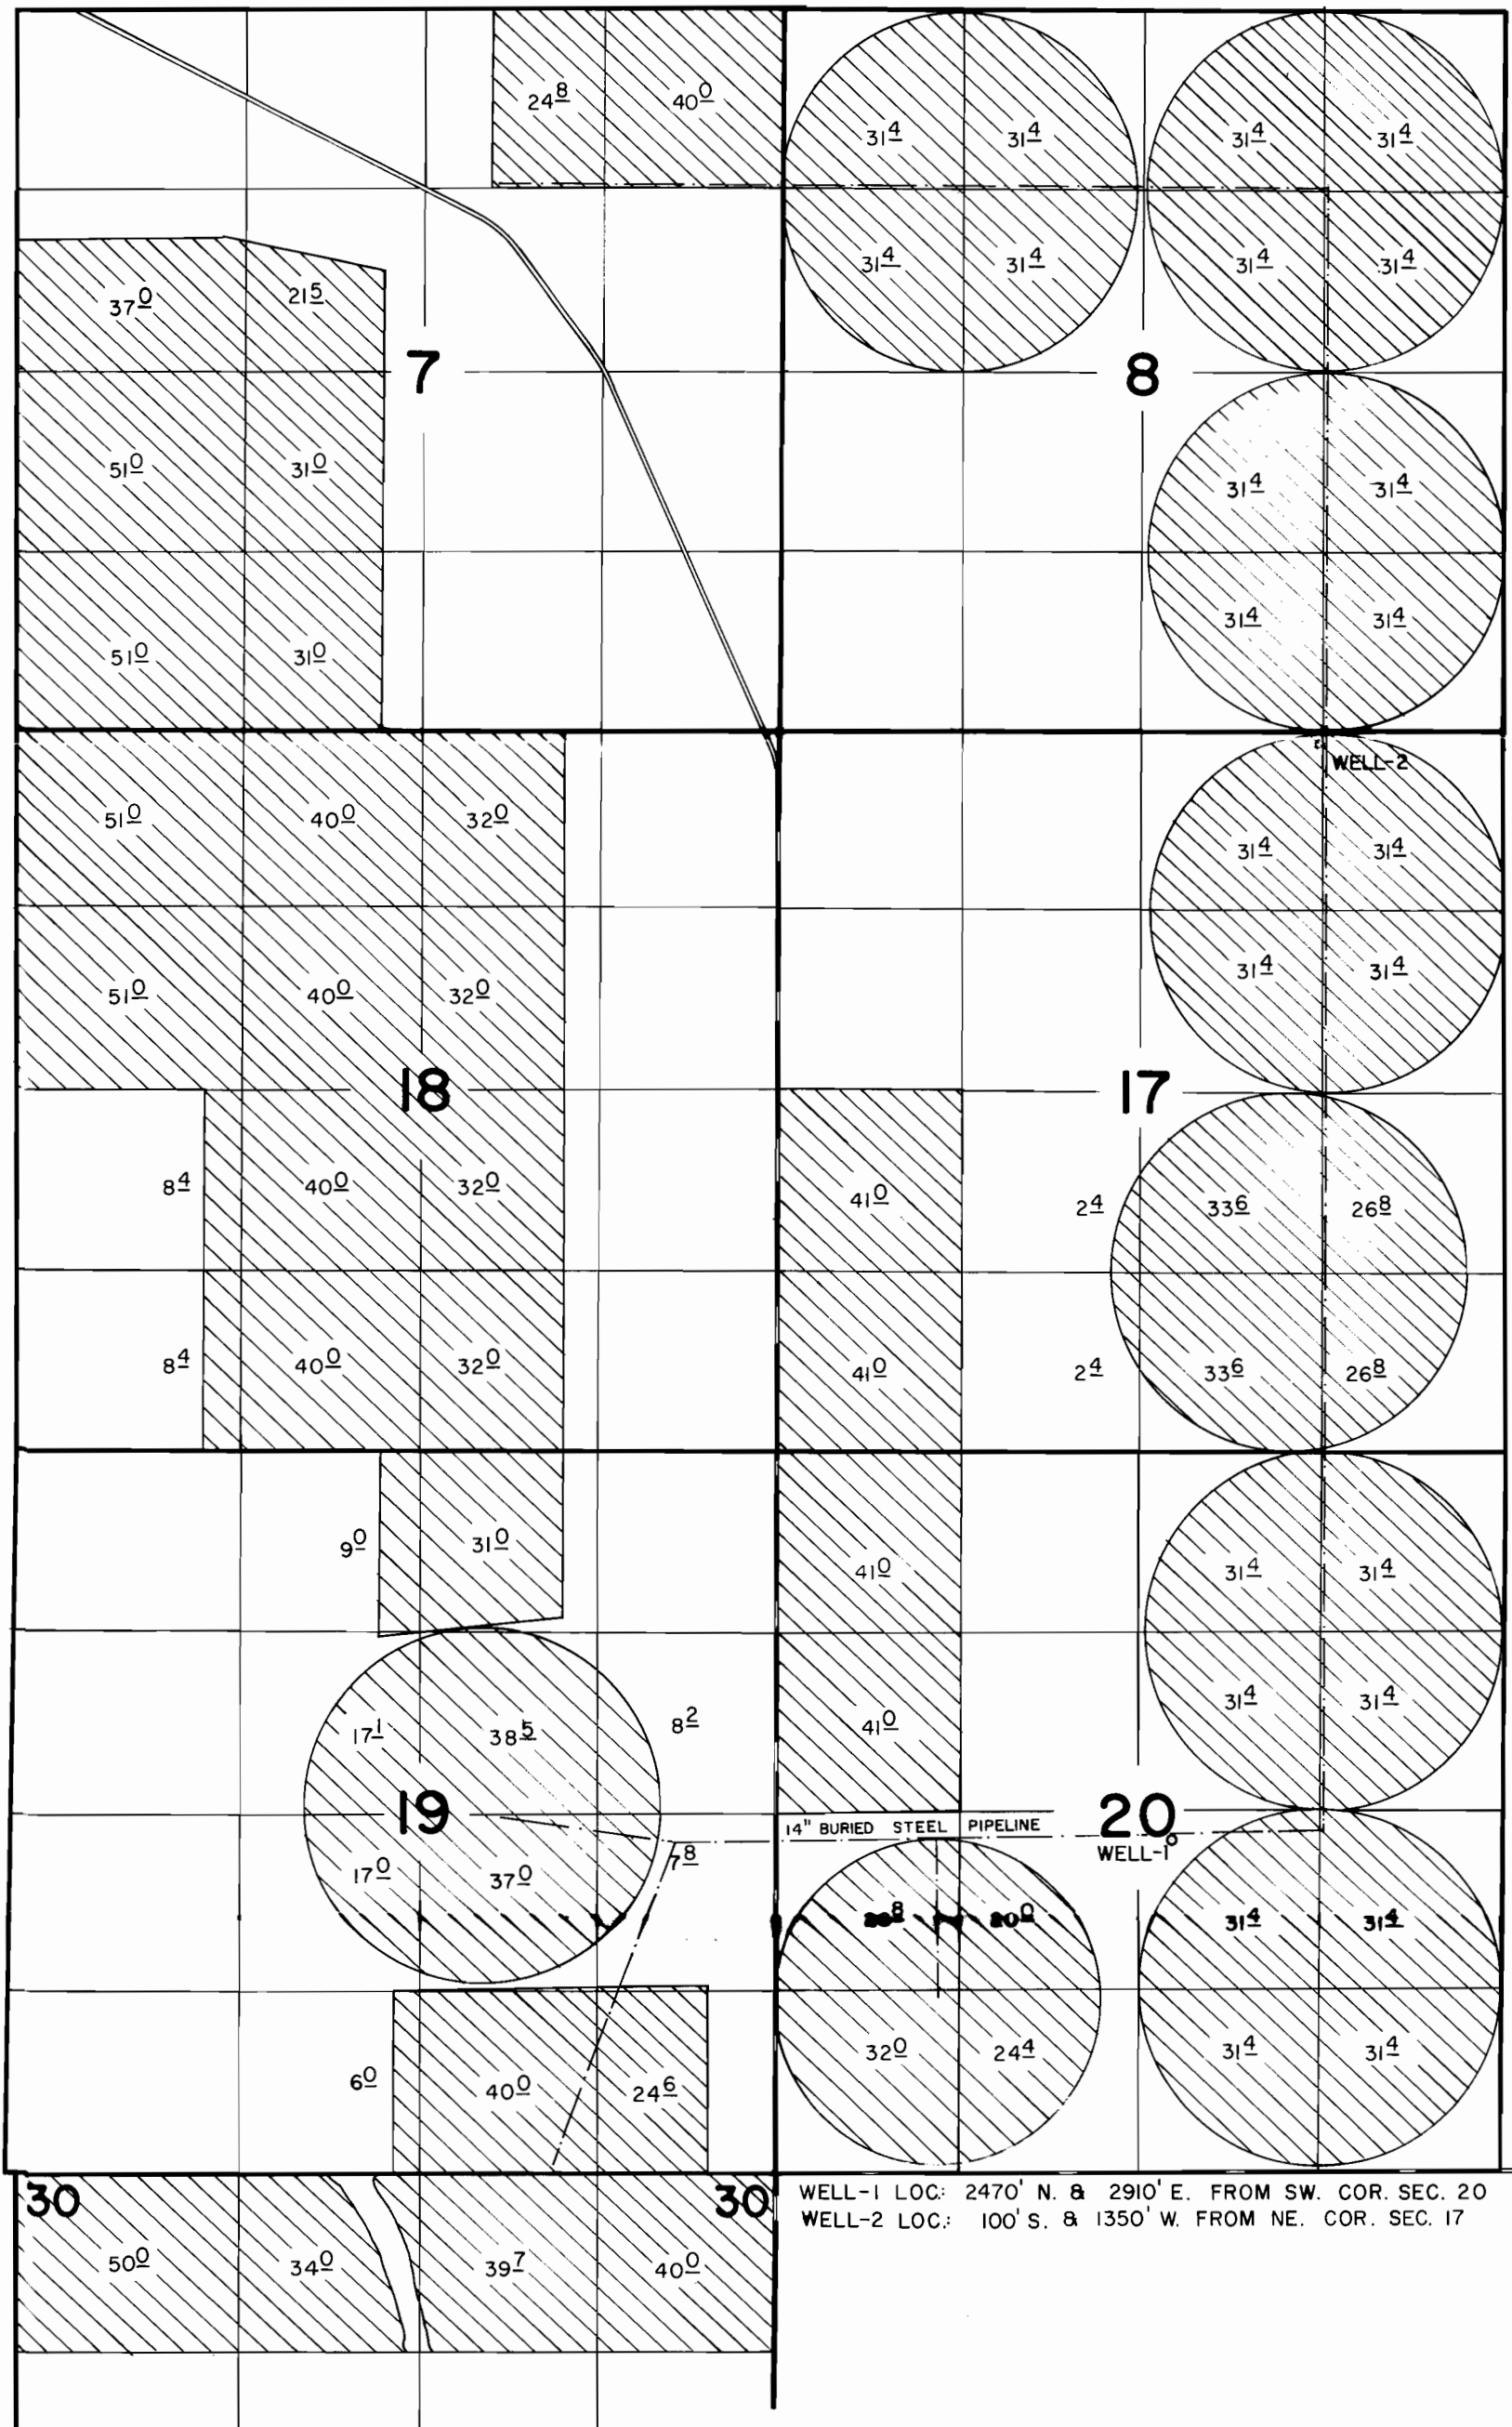 24 8 40 0
31 4 31 4 31 4 31 4
31 4 31 4 31 4 31 4
37 0 21 5
7 8
51 0 31 0 31 4 31 4
51 0 31 0 31 4 31 4
WELL-2
51 0 40 0 32 0 31 4 31 4
51 0 40 0 32 0 31 4 31 4
18 17
8 4 40 0 32 0 41 0 2 4 33 6 26 8
8 4 40 0 32 0 41 0 2 4 33 6 26 8
9 0 31 0 41 0 31 4 31 4
17 1 38 5 8 2 41 0 31 4 31 4
19 20
14" BURIED STEEL PIPELINE
WELL-1
17 0 37 0 7 8
20 0 31 4 31 4
6 0 40 0 24 6 32 0 24 4 31 4 31 4
30 30
WELL-1 LOC.: 2470' N. & 2910' E. FROM SW. COR. SEC. 20
WELL-2 LOC.: 100' S. & 1350' W. FROM NE. COR. SEC. 17
50 0 34 0 39 7 40 0